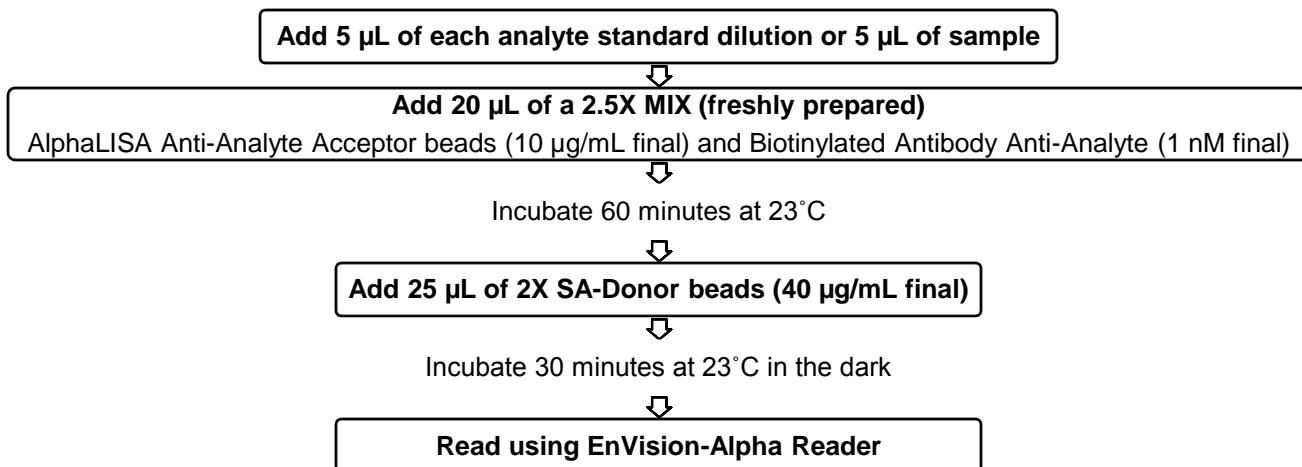 Add 5 µL of each analyte standard dilution or 5 µL of sample
Add 20 µL of a 2.5X MIX (freshly prepared)
AlphaLISA Anti-Analyte Acceptor beads (10 µg/mL final) and Biotinylated Antibody Anti-Analyte (1 nM final)
Incubate 60 minutes at 23˚C
Add 25 µL of 2X SA-Donor beads (40 µg/mL final)
Incubate 30 minutes at 23˚C in the dark
Read using EnVision-Alpha Reader